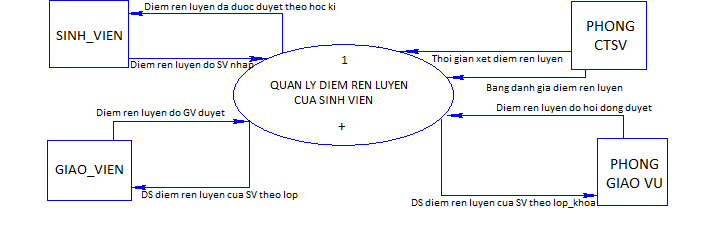 Diem ren luyen da duoc duyet theo hoc ki
SINH_VIEN
Diem ren luyen do SV nhap
PHONG
CTSV
Thoi gian xet diem ren luyen
Bang danh gia diem ren luyen
1
QUAN LY DIEM REN LUYEN
CUA SINH VIEN
+
Diem ren luyen do GV duyet
GIAO_VIEN
DS diem ren luyen cua SV theo lop
Diem ren luyen do hoi dong duyet
PHONG
GIAO VU
DS diem ren luyen cua SV theo lop_khoa